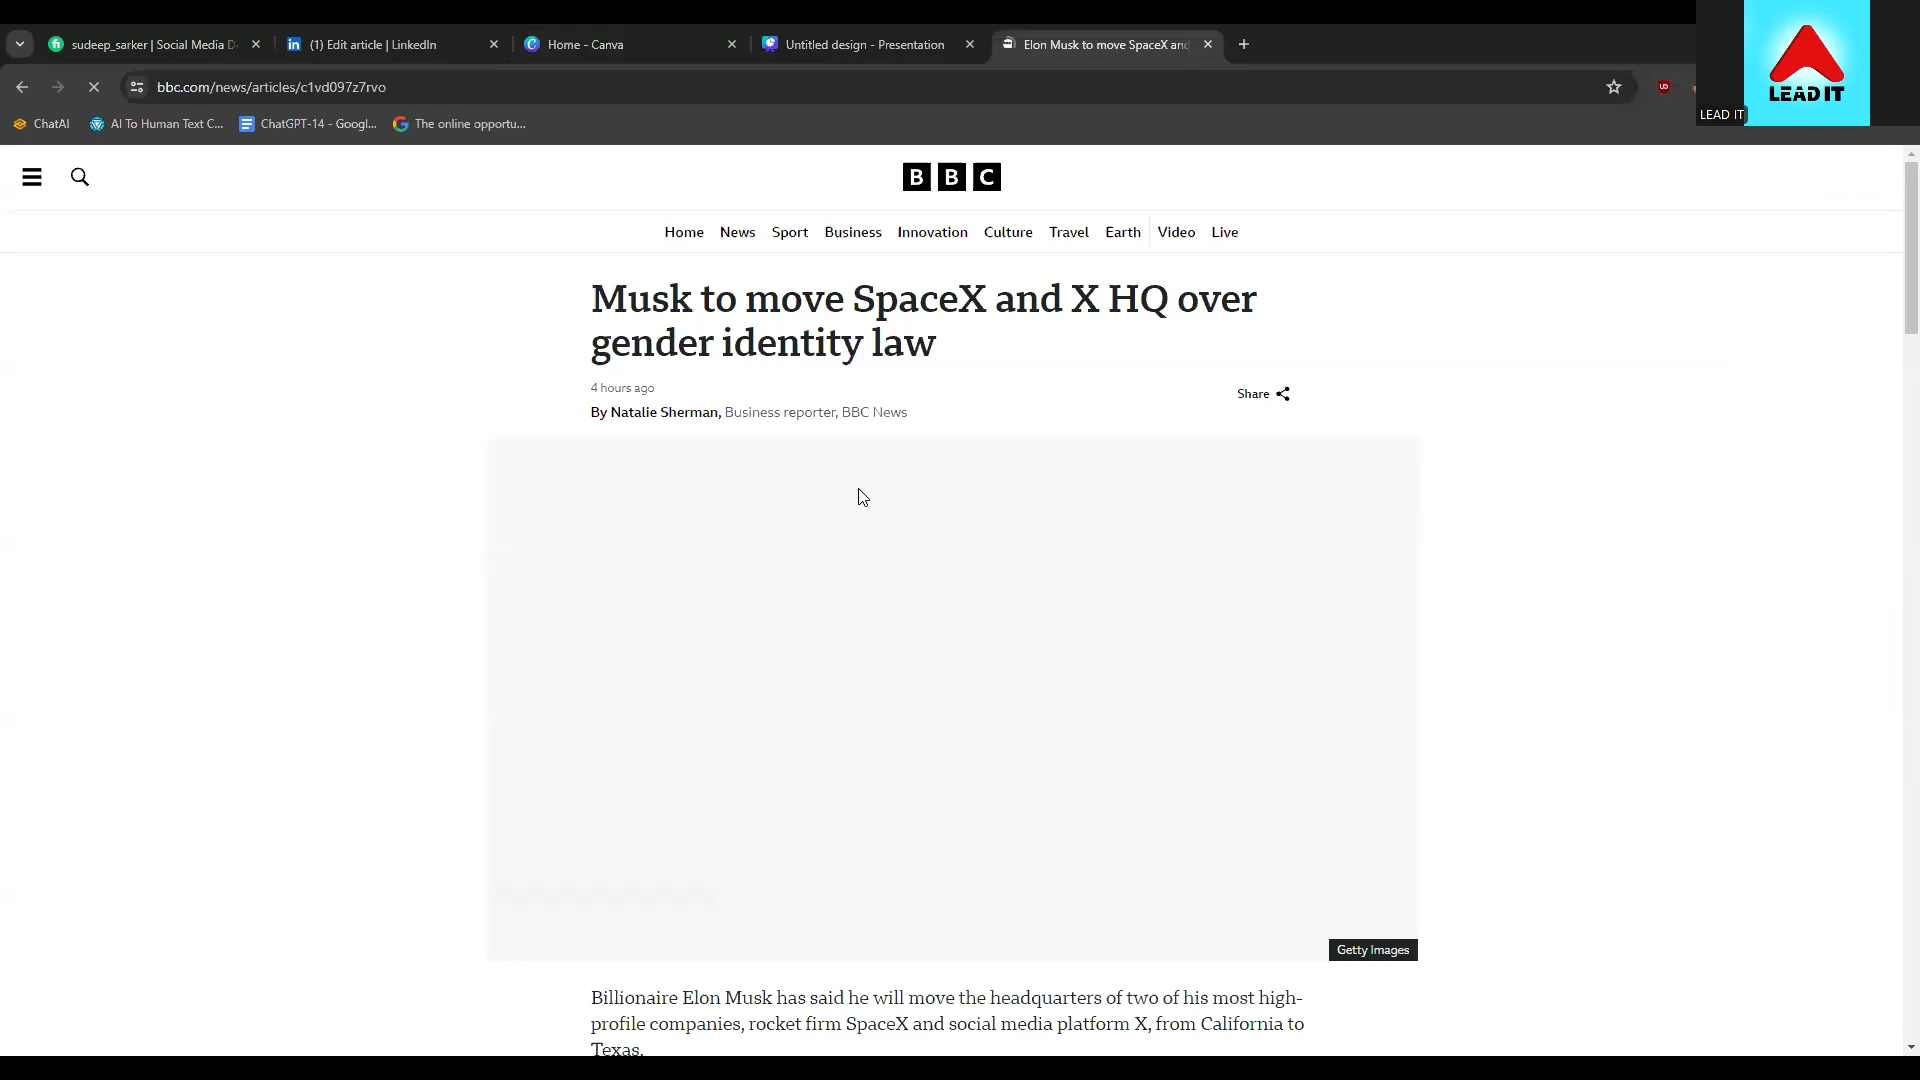 sudeep_sarker | Social Media D
(1) Edit article | LinkedIn
Home - Canva
Untitled design - Presentation
Elon Musk to move SpaceX and
bbc.com/news/articles/c1vd097z7rvo
LEAD IT
LEAD IT
ChatAI
AI To Human Text C...
ChatGPT-14 - Googl...
The online opportu...
BBC
Home
News
Sport
Business
Innovation
Culture
Travel
Earth
Video
Live
Musk to move SpaceX and X HQ over
gender identity law
4 hours ago
Share
By Natalie Sherman, Business reporter, BBC News
Getty Images
Billionaire Elon Musk has said he will move the headquarters of two of his most high-
profile companies, rocket firm SpaceX and social media platform X, from California to
Texas.